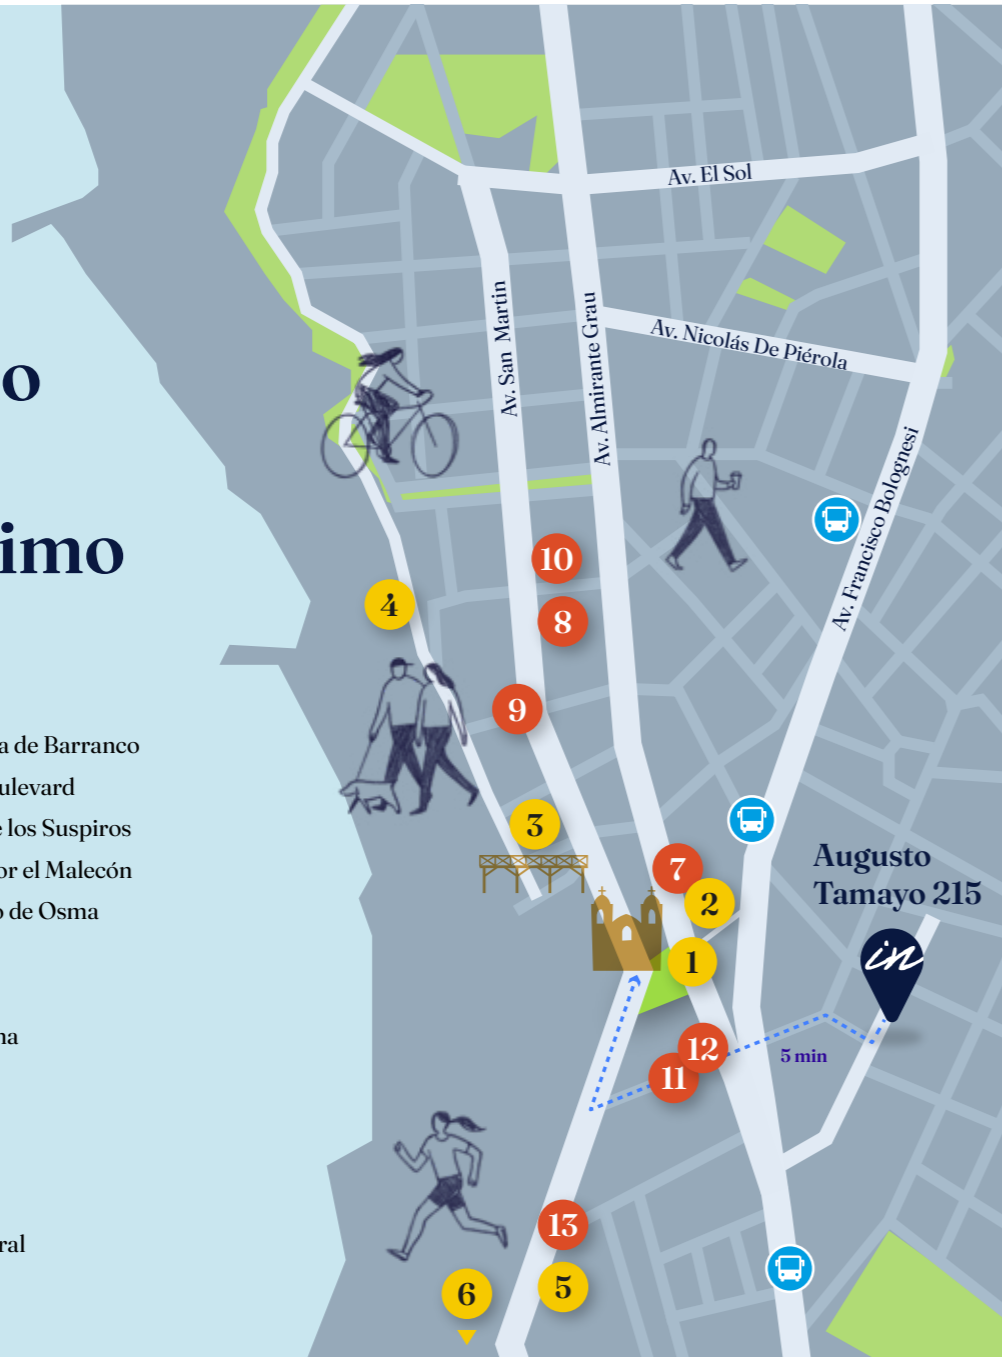 o
imo
a de Barranco
ulevard
e los Suspiros
or el Malecón
o de Osma
na
ral
Av. El Sol
Av. San Martin
Av. Almirante Grau
Av. Nicolás De Piérola
Av. Francisco Bolognesi
10
8
4
9
3
7
2
1
Augusto
Tamayo 215
in
12
11
5 min
13
5
6